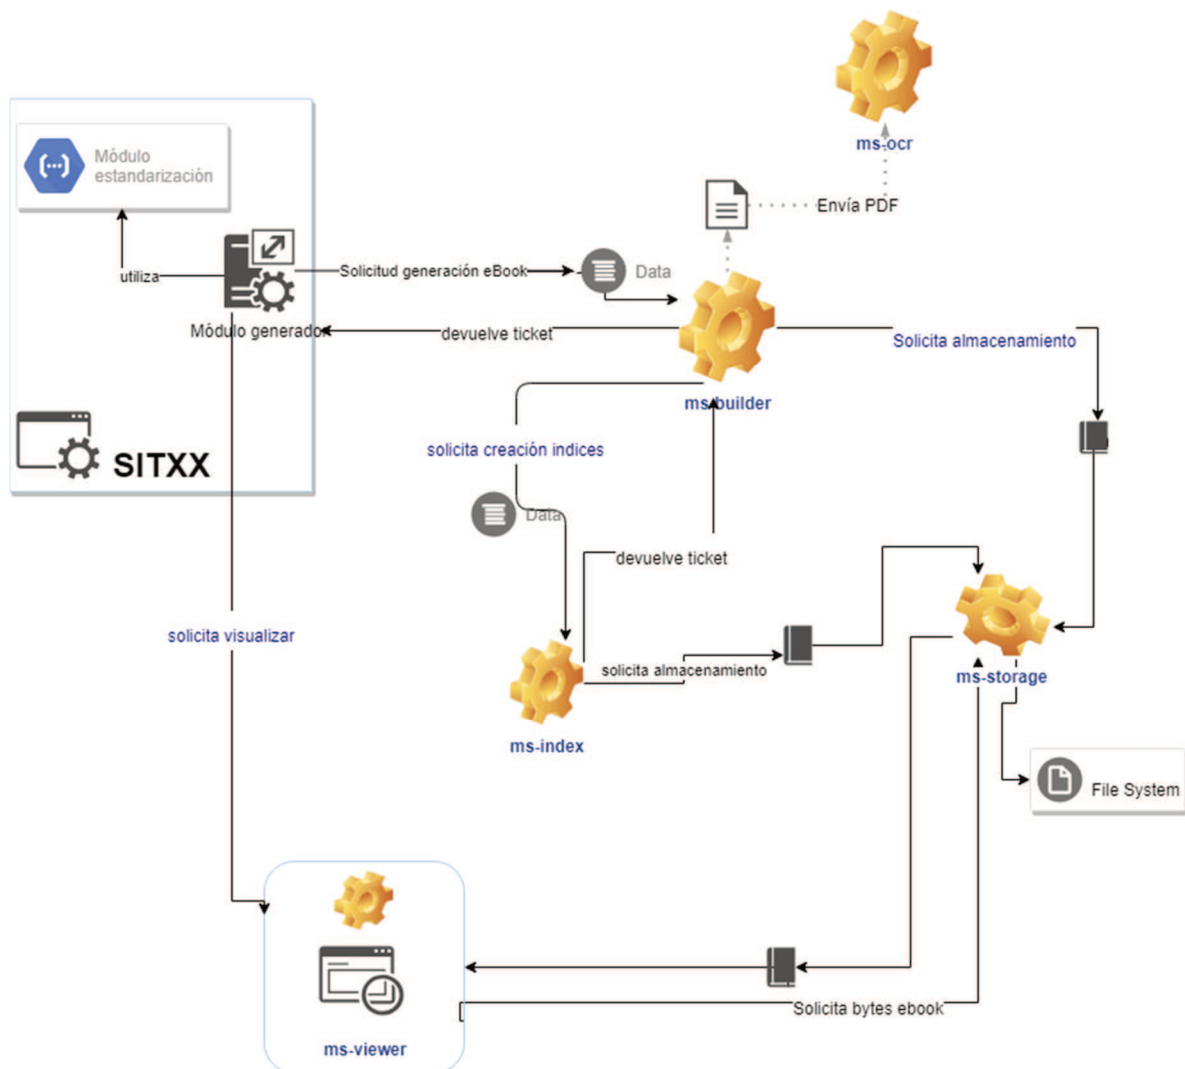 ms-ocr
Módulo
estandarización
Envía PDF
utiliza
Solicitud generación eBook
Data
Módulo generador
devuelve ticket
Solicita almacenamiento
ms-builder
solicita creación indices
SITXX
Data
devuelve ticket
solicita visualizar
solicita almacenamiento
ms-storage
ms-index
File System
Solicita bytes ebook
ms-viewer